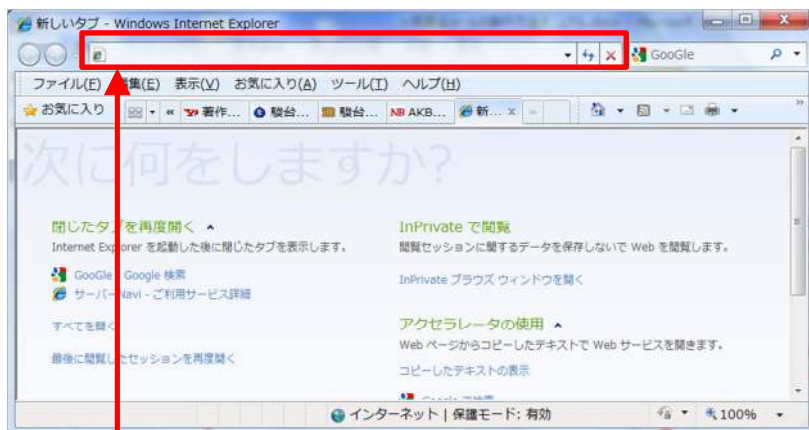 新しいタブ - Windows Internet Explorer
GooGle
ファイル(F) 編集(E) 表示(V) お気に入り(A) ツール(T) ヘルプ(H)
お気に入り « 著作... 駿台... 駿台... NB AKB... 新... x
次に何をしますか?
閉じたタブを再度開く
Internet Explorer を起動した後に閉じたタブを表示します。
GooGle Google 検索
サーバーNavi - ご利用サービス詳細
すべてを開く
最後に閲覧したセッションを再度開く
InPrivate で閲覧
閲覧セッションに関するデータを保存しないで Web を閲覧します。
InPrivate ブラウズ ウィンドウを開く
アクセラレータの使用
Web ページからコピーしたテキストで Web サービスを開きます。
コピーしたテキストの表示
インターネット | 保護モード: 有効
100%